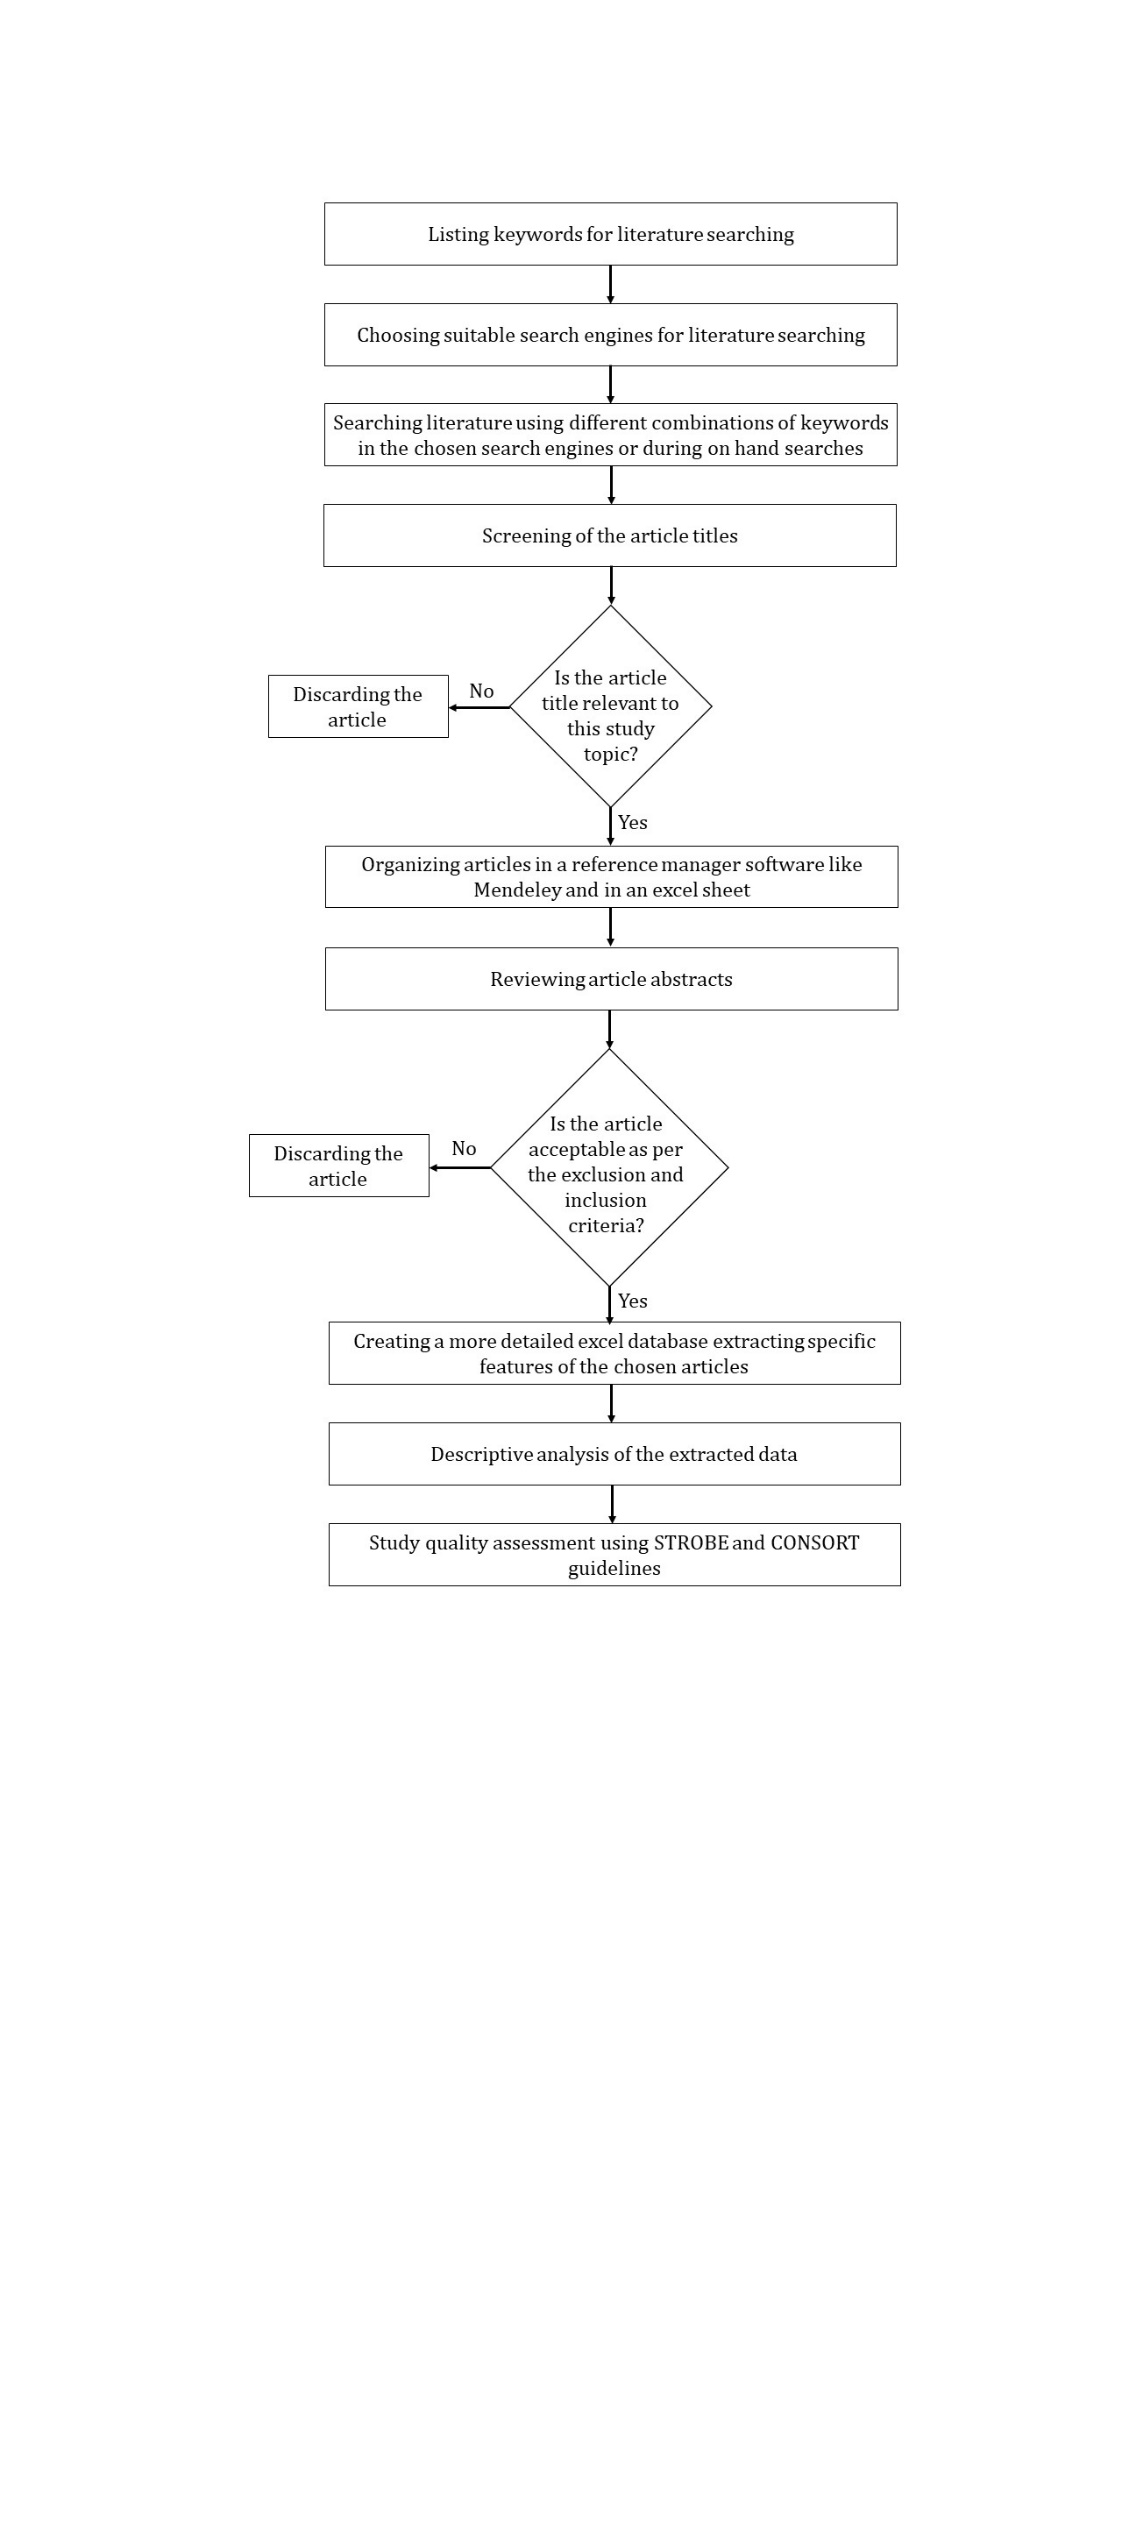 Listing keywords for literature searching
Choosing suitable search engines for literature searching
Searching literature using different combinations of keywords
in the chosen search engines or during on hand searches
Screening of the article titles
Is the article
title relevant to
this study
topic?
No
Discarding the
article
Yes
Organizing articles in a reference manager software like
Mendeley and in an excel sheet
Reviewing article abstracts
Is the article
acceptable as per
the exclusion and
inclusion
criteria?
No
Discarding the
article
Yes
Creating a more detailed excel database extracting specific
features of the chosen articles
Descriptive analysis of the extracted data
Study quality assessment using STROBE and CONSORT
guidelines